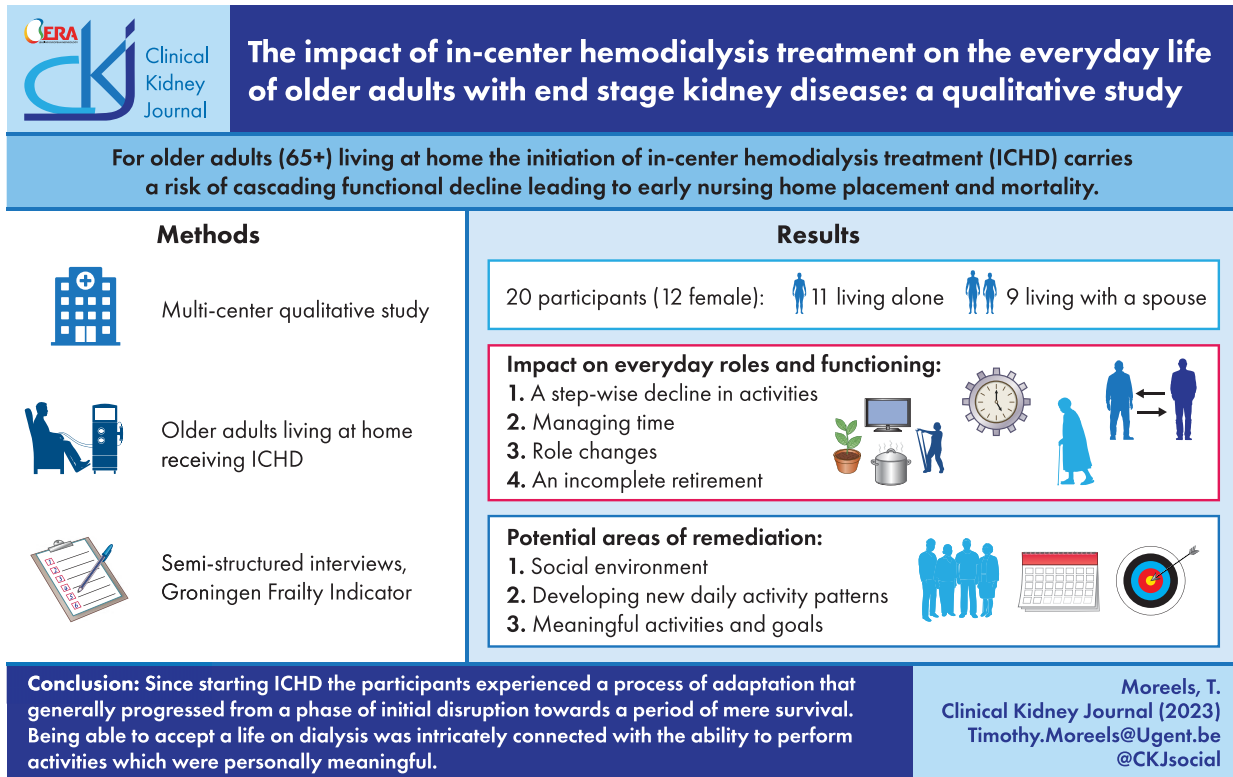 ERA
CKJ
Clinical
Kidney
Journal
The impact of in-center hemodialysis treatment on the everyday life
of older adults with end stage kidney disease: a qualitative study
For older adults (65+) living at home the initiation of in-center hemodialysis treatment (ICHD) carries
a risk of cascading functional decline leading to early nursing home placement and mortality.
Methods
Multi-center qualitative study
Older adults living at home
receiving ICHD
Semi-structured interviews,
Groningen Frailty Indicator
Results
20 participants (12 female): 11 living alone 9 living with a spouse
Impact on everyday roles and functioning:
1. A step-wise decline in activities
2. Managing time
3. Role changes
4. An incomplete retirement
Potential areas of remediation:
1. Social environment
2. Developing new daily activity patterns
3. Meaningful activities and goals
Conclusion: Since starting ICHD the participants experienced a process of adaptation that
generally progressed from a phase of initial disruption towards a period of mere survival.
Being able to accept a life on dialysis was intricately connected with the ability to perform
activities which were personally meaningful.
Moreels, T.
Clinical Kidney Journal (2023)
Timothy.Moreels@Ugent.be
@CKJsocial